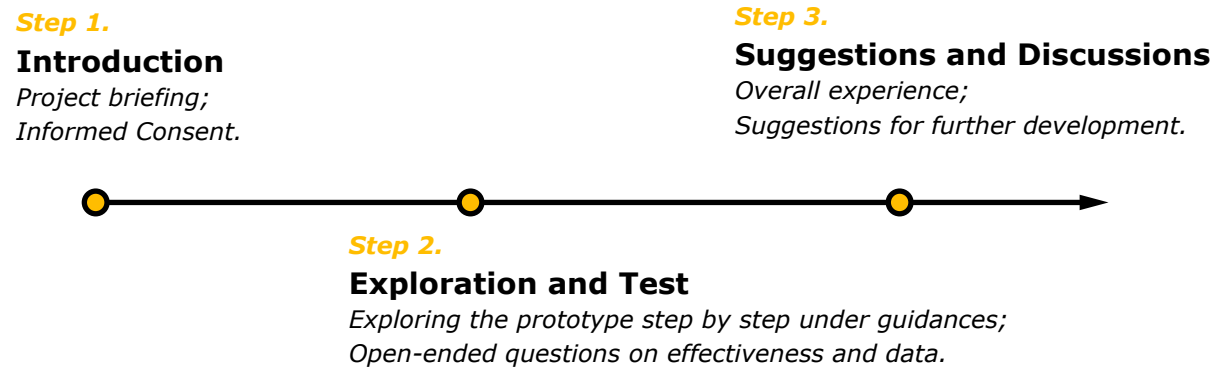 Step 1.
Introduction
Project briefing;
Informed Consent.
Step 2.
Exploration and Test
Exploring the prototype step by step under guidances;
Open-ended questions on effectiveness and data.
Step 3.
Suggestions and Discussions
Overall experience;
Suggestions for further development.